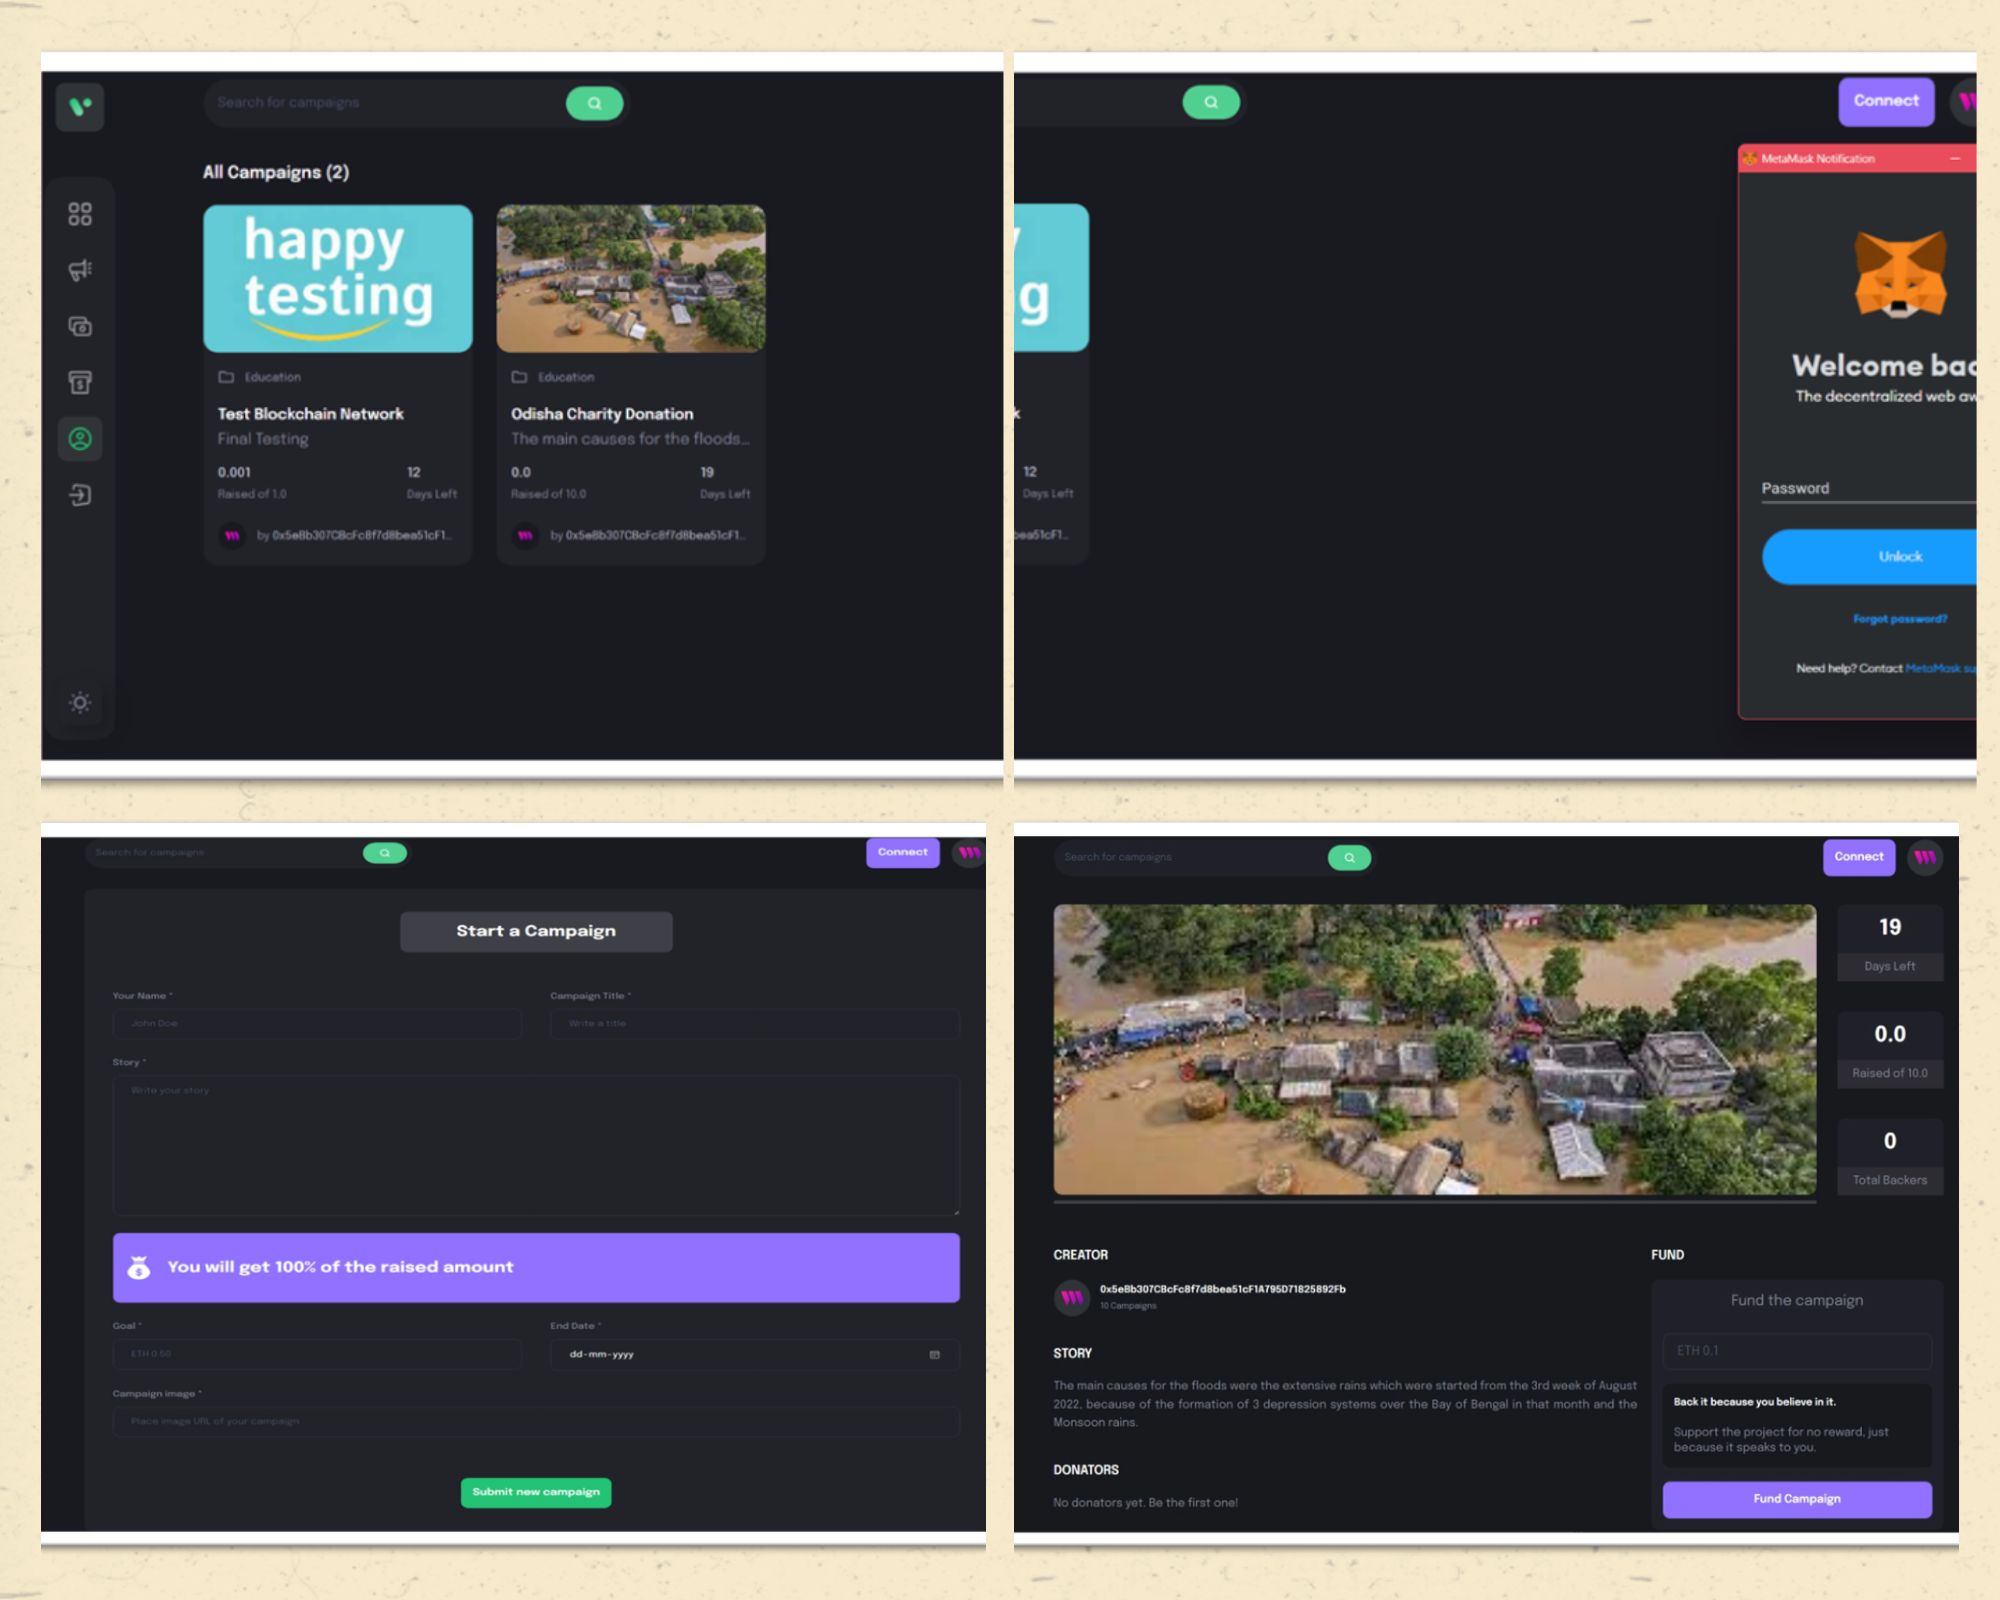 Search for campaigns
All Campaigns (2)
happy
testing
Education
Test Blockchain Network
Final Testing
0.001
12
Raised of 1.0
Days Left
by 0x5eBb307CBcFc8f7d8bea51cF1...
Education
Odisha Charity Donation
The main causes for the floods...
0.0
19
Raised of 10.0
Days Left
by 0x5eBb307CBcFc8f7d8bea51cF1...
Connect
MetaMask Notification
y
g
k
12
Days Left
bea51cF1...
Welcome bac
The decentralized web aw
Password
Unlock
Forgot password?
Need help? Contact MetaMask su
Search for campaigns
Connect
Start a Campaign
Your Name *
Campaign Title *
John Doe
Write a title
Story *
Write your story
$
You will get 100% of the raised amount
Goal *
End Date *
ETH 0.50
dd-mm-yyyy
Campaign image *
Place image URL of your campaign
Submit new campaign
Search for campaigns
Connect
19
Days Left
0.0
Raised of 10.0
0
Total Backers
CREATOR
0x5eBb307CBcFc8f7d8bea51cF1A795D71825892Fb
10 Campaigns
STORY
The main causes for the floods were the extensive rains which were started from the 3rd week of August
2022, because of the formation of 3 depression systems over the Bay of Bengal in that month and the
Monsoon rains.
DONATORS
No donators yet. Be the first one!
FUND
Fund the campaign
ETH 0.1
Back it because you believe in it.
Support the project for no reward, just
because it speaks to you.
Fund Campaign